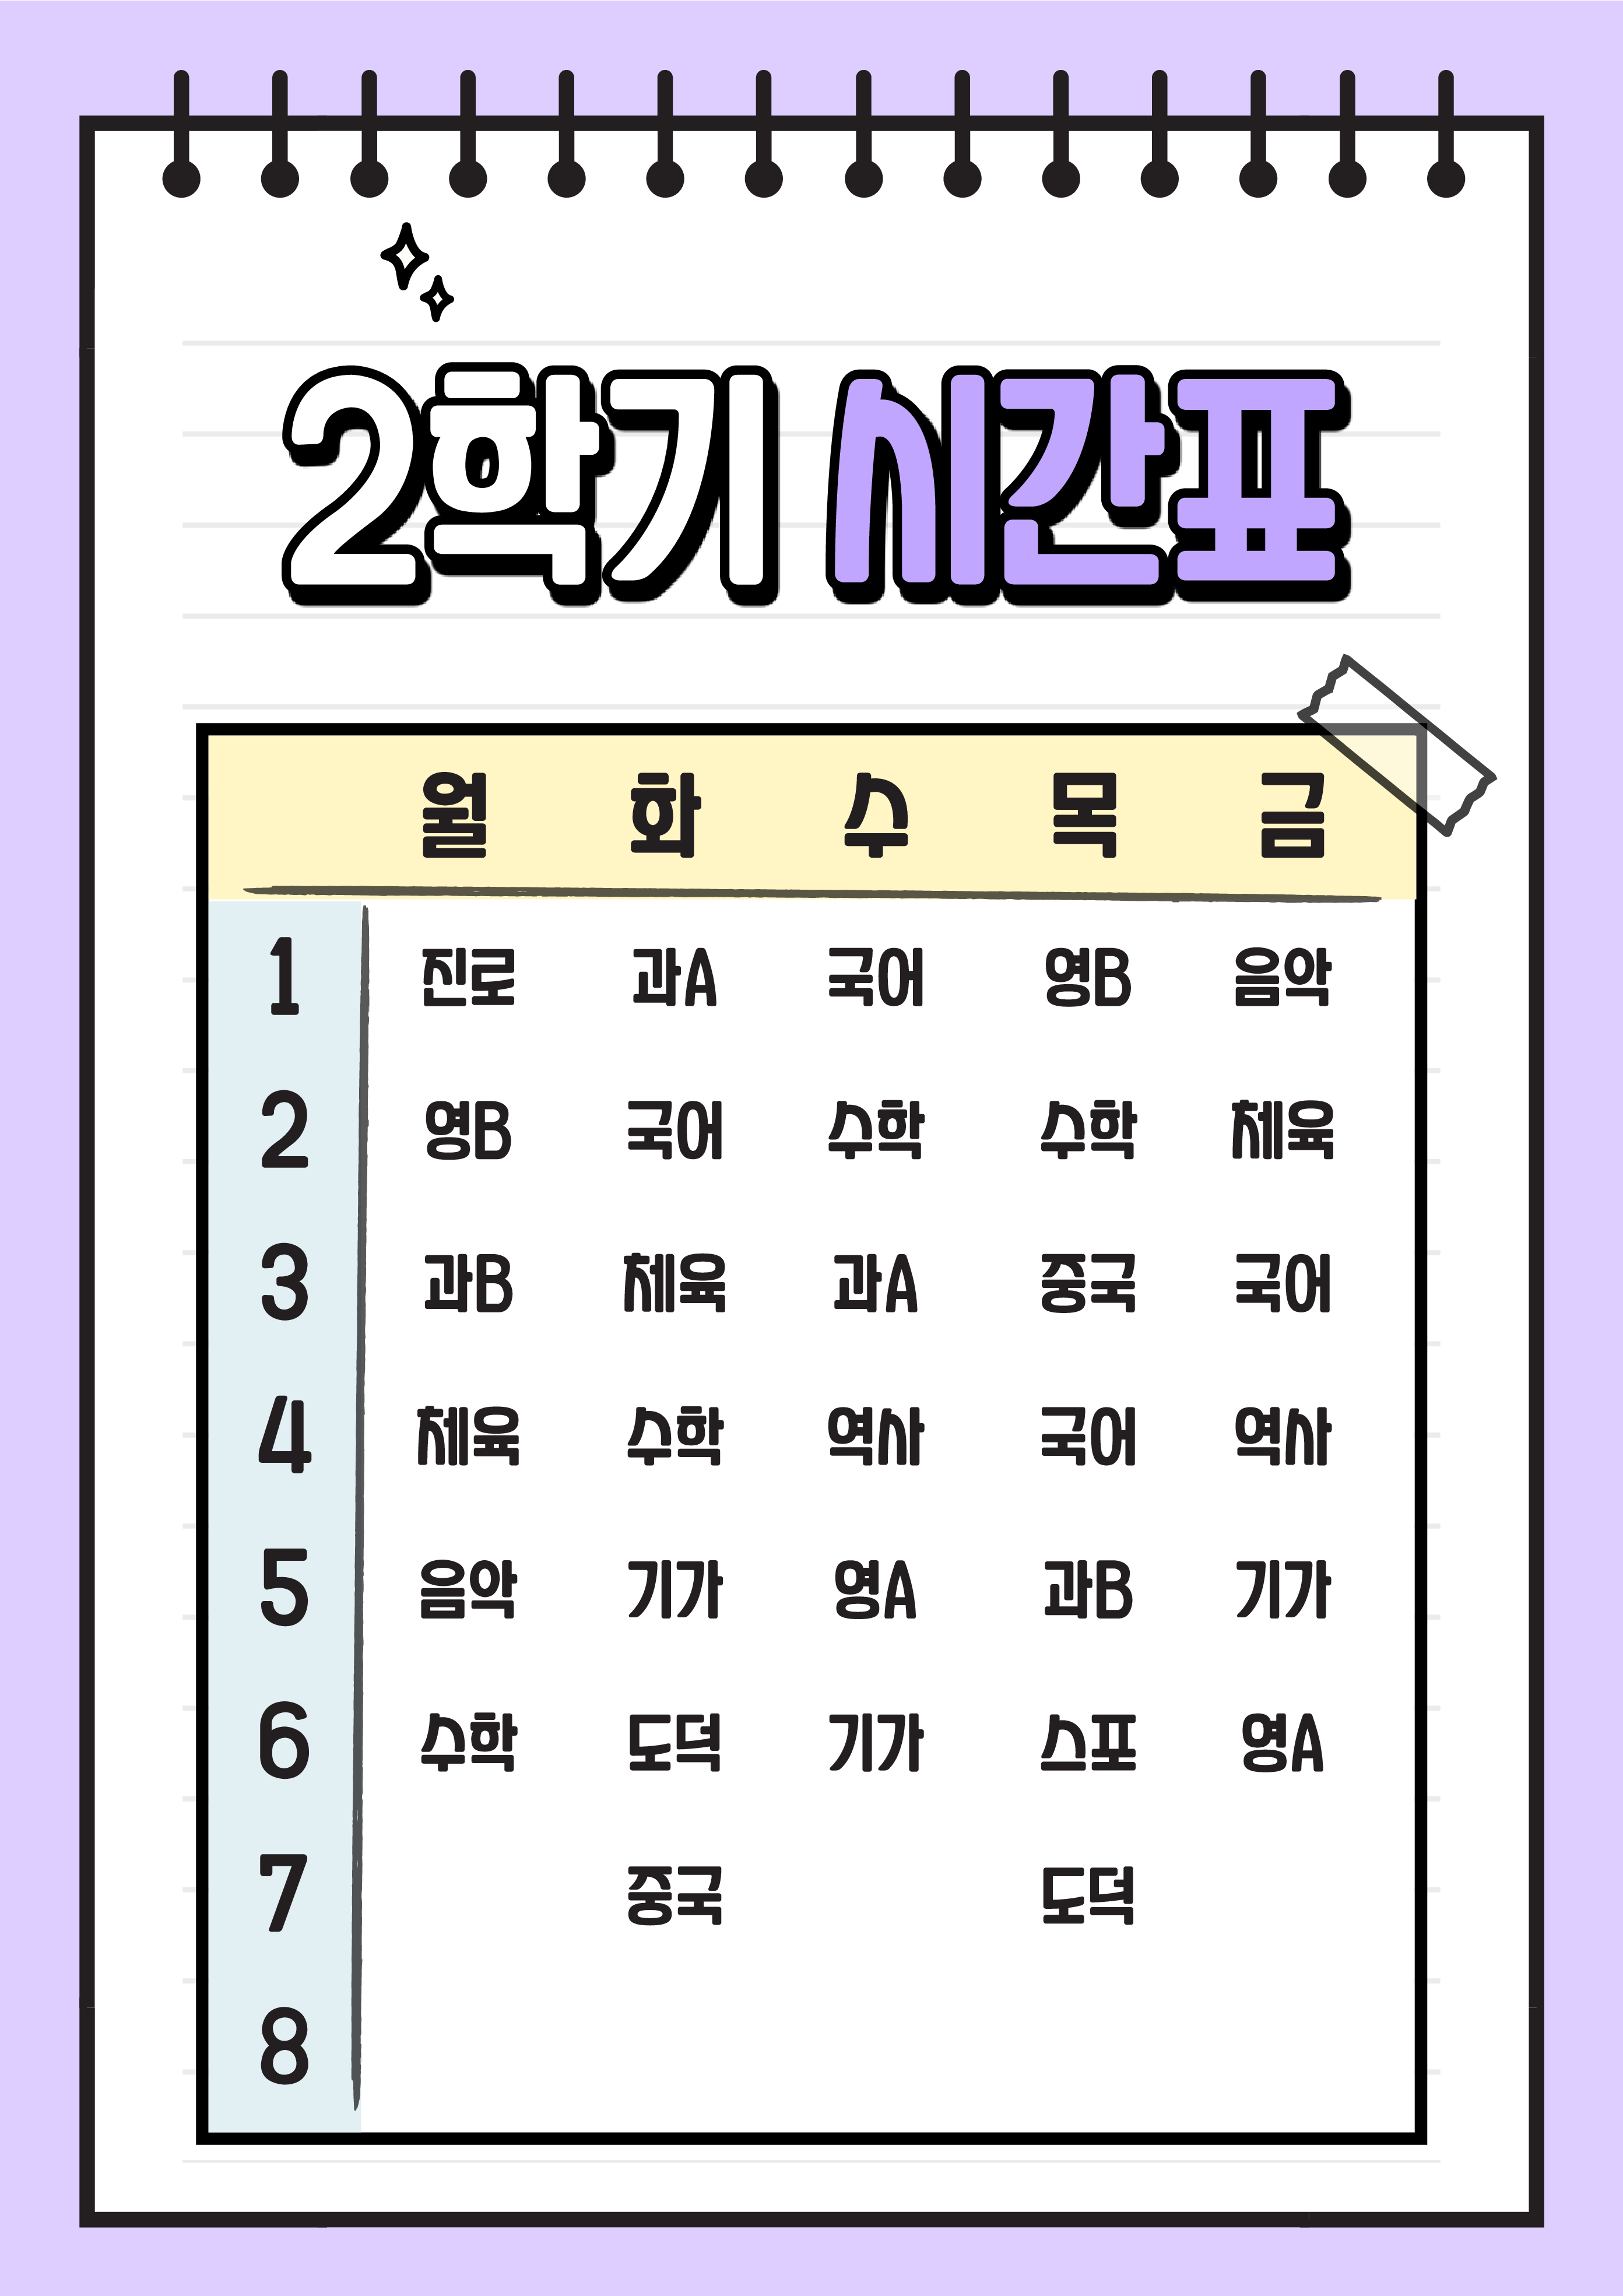 2학기 시간표
월 화 수 목 금
1 진로 과A 국어 영B 음악
2 영B 국어 수학 수학 체육
3 과B 체육 과A 중국 국어
4 체육 수학 역사 국어 역사
5 음악 기가 영A 과B 기가
6 수학 도덕 기가 스포 영A
7 중국 도덕
8